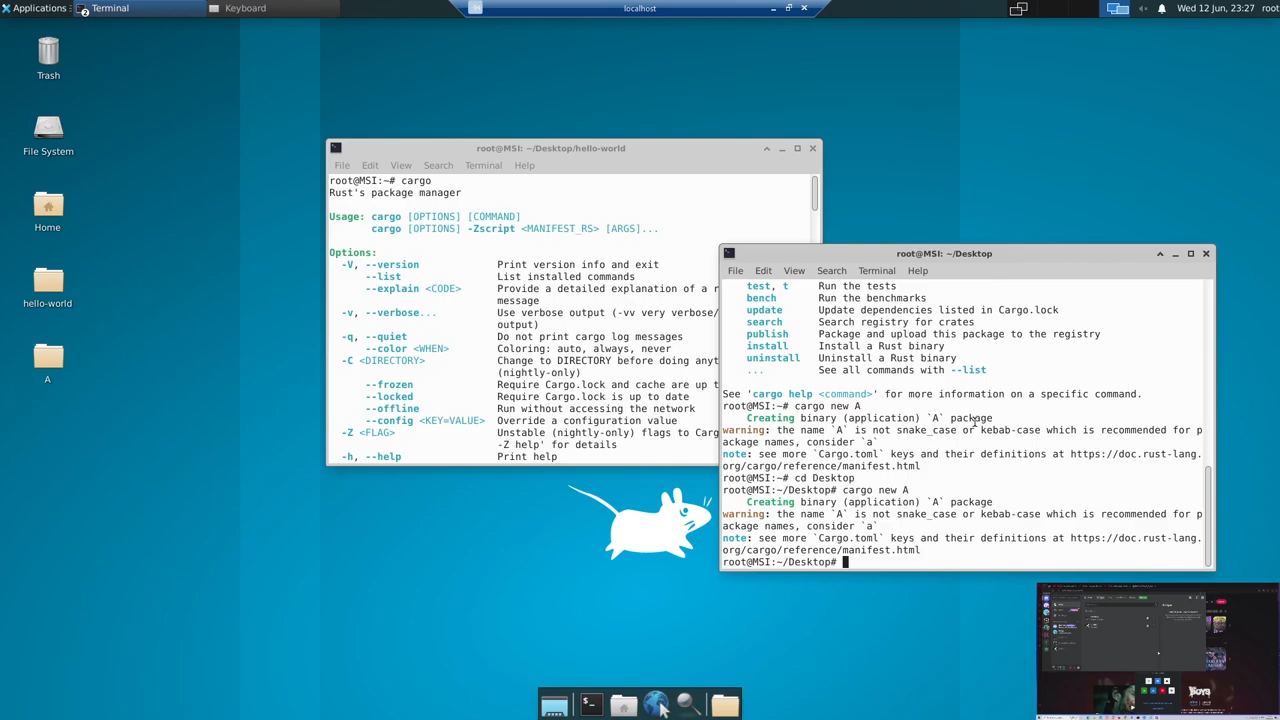 Applications
2
Terminal
Keyboard
localhost
Wed 12 Jun, 23:27
root
Trash
File System
Home
hello-world
A
root@MSI: ~/Desktop/hello-world
File Edit View Search Terminal Help
root@MSI:~# cargo
Rust's package manager
Usage: cargo [OPTIONS] [COMMAND]
cargo [OPTIONS] -Zscript <MANIFEST_RS> [ARGS]...
Options:
-V, --version Print version info and exit
--list List installed commands
--explain <CODE> Provide a detailed explanation of a r
message
-v, --verbose... Use verbose output (-vv very verbose/
output)
-q, --quiet Do not print cargo log messages
--color <WHEN> Coloring: auto, always, never
-C <DIRECTORY> Change to DIRECTORY before doing anyt
(nightly-only)
--frozen Require Cargo.lock and cache are up t
--locked Require Cargo.lock is up to date
--offline Run without accessing the network
--config <KEY=VALUE> Override a configuration value
-Z <FLAG> Unstable (nightly-only) flags to Carg
-Z help' for details
-h, --help Print help
root@MSI: ~/Desktop
File Edit View Search Terminal Help
test, t Run the tests
bench Run the benchmarks
update Update dependencies listed in Cargo.lock
search Search registry for crates
publish Package and upload this package to the registry
install Install a Rust binary
uninstall Uninstall a Rust binary
... See all commands with --list
See 'cargo help <command>' for more information on a specific command.
root@MSI:~# cargo new A
Creating binary (application) `A` package
warning: the name `A` is not snake_case or kebab-case which is recommended for p
ackage names, consider `a`
note: see more `Cargo.toml` keys and their definitions at https://doc.rust-lang.
org/cargo/reference/manifest.html
root@MSI:~# cd Desktop
root@MSI:~/Desktop# cargo new A
Creating binary (application) `A` package
warning: the name `A` is not snake_case or kebab-case which is recommended for p
ackage names, consider `a`
note: see more `Cargo.toml` keys and their definitions at https://doc.rust-lang.
org/cargo/reference/manifest.html
root@MSI:~/Desktop#